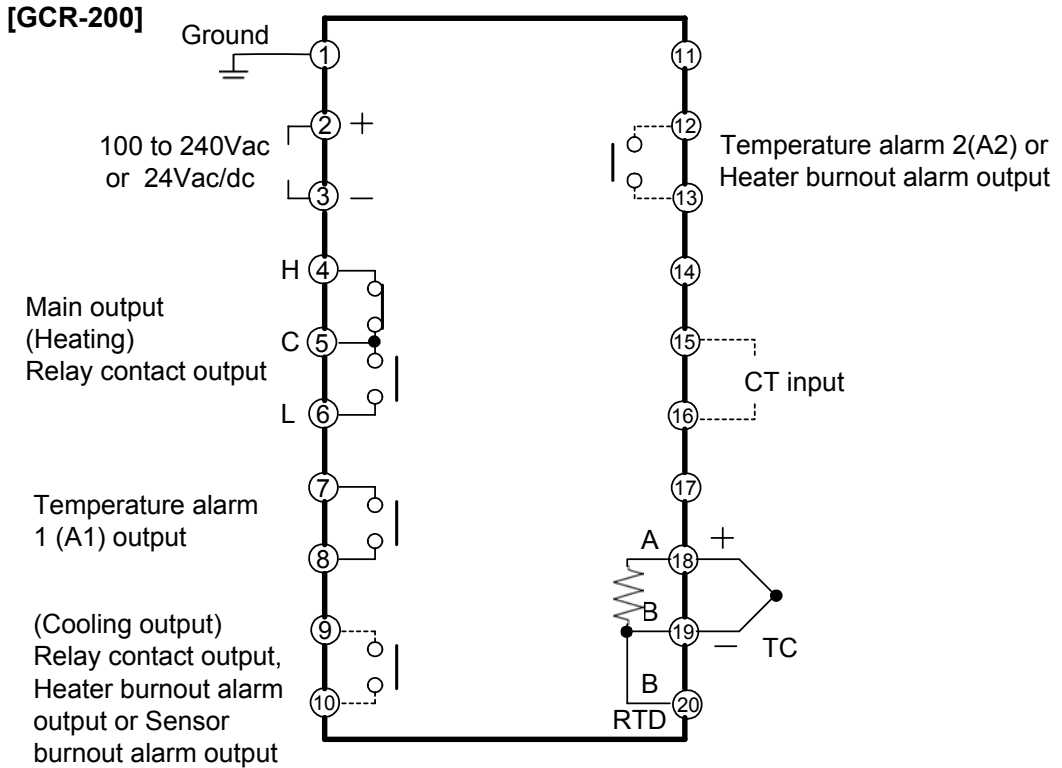 [GCR-200]
Ground
1
2 +
100 to 240Vac
or 24Vac/dc
3 —
H 4
Main output
(Heating)
Relay contact output
C 5
L 6
7
Temperature alarm
1 (A1) output
8
(Cooling output)
Relay contact output,
Heater burnout alarm
output or Sensor
burnout alarm output
9
10
11
12
Temperature alarm 2(A2) or
Heater burnout alarm output
13
14
15
CT input
16
17
A 18 +
B 19 —
TC
B 20
RTD